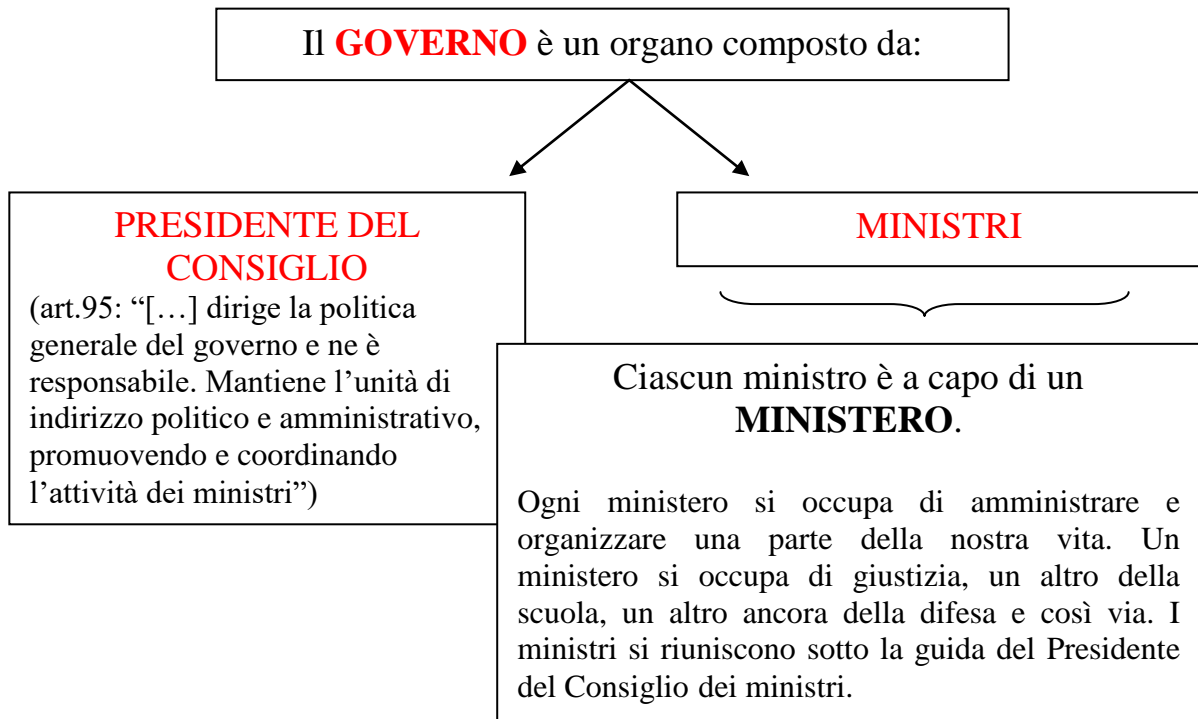 Il GOVERNO è un organo composto da:
PRESIDENTE DEL
CONSIGLIO
(art.95: “[…] dirige la politica
generale del governo e ne è
responsabile. Mantiene l’unità di
indirizzo politico e amministrativo,
promuovendo e coordinando
l’attività dei ministri”)
MINISTRI
Ciascun ministro è a capo di un
MINISTERO.
Ogni ministero si occupa di amministrare e
organizzare una parte della nostra vita. Un
ministero si occupa di giustizia, un altro della
scuola, un altro ancora della difesa e così via. I
ministri si riuniscono sotto la guida del Presidente
del Consiglio dei ministri.